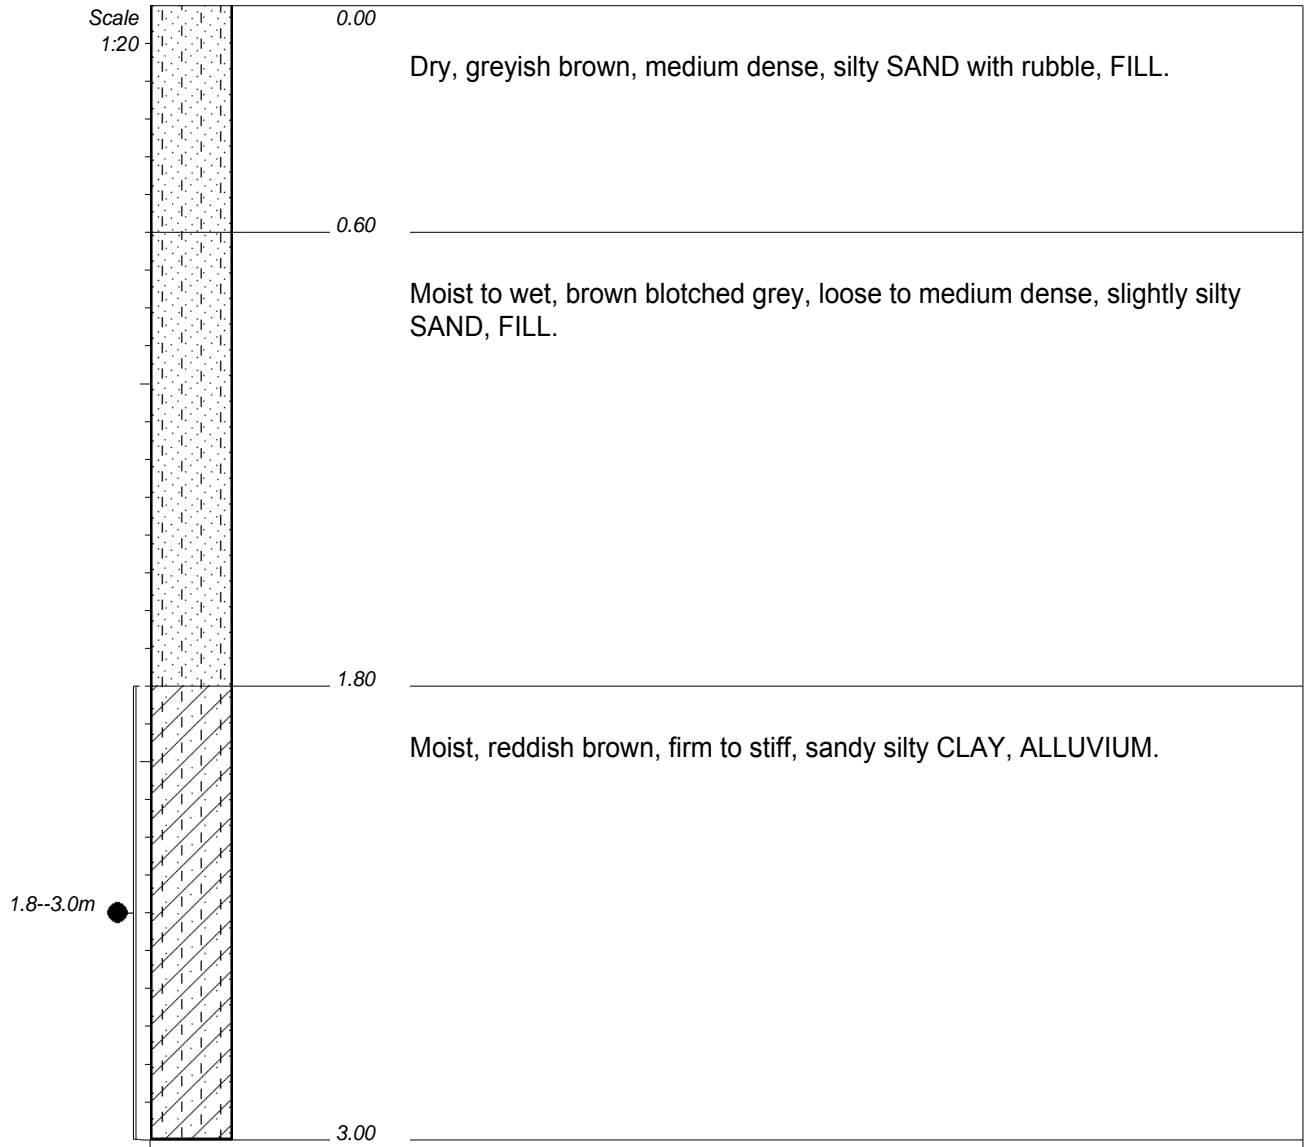 Scale
1:20
0.00
Dry, greyish brown, medium dense, silty SAND with rubble, FILL.
0.60
Moist to wet, brown blotched grey, loose to medium dense, slightly silty
SAND, FILL.
1.80
Moist, reddish brown, firm to stiff, sandy silty CLAY, ALLUVIUM.
1.8--3.0m
3.00